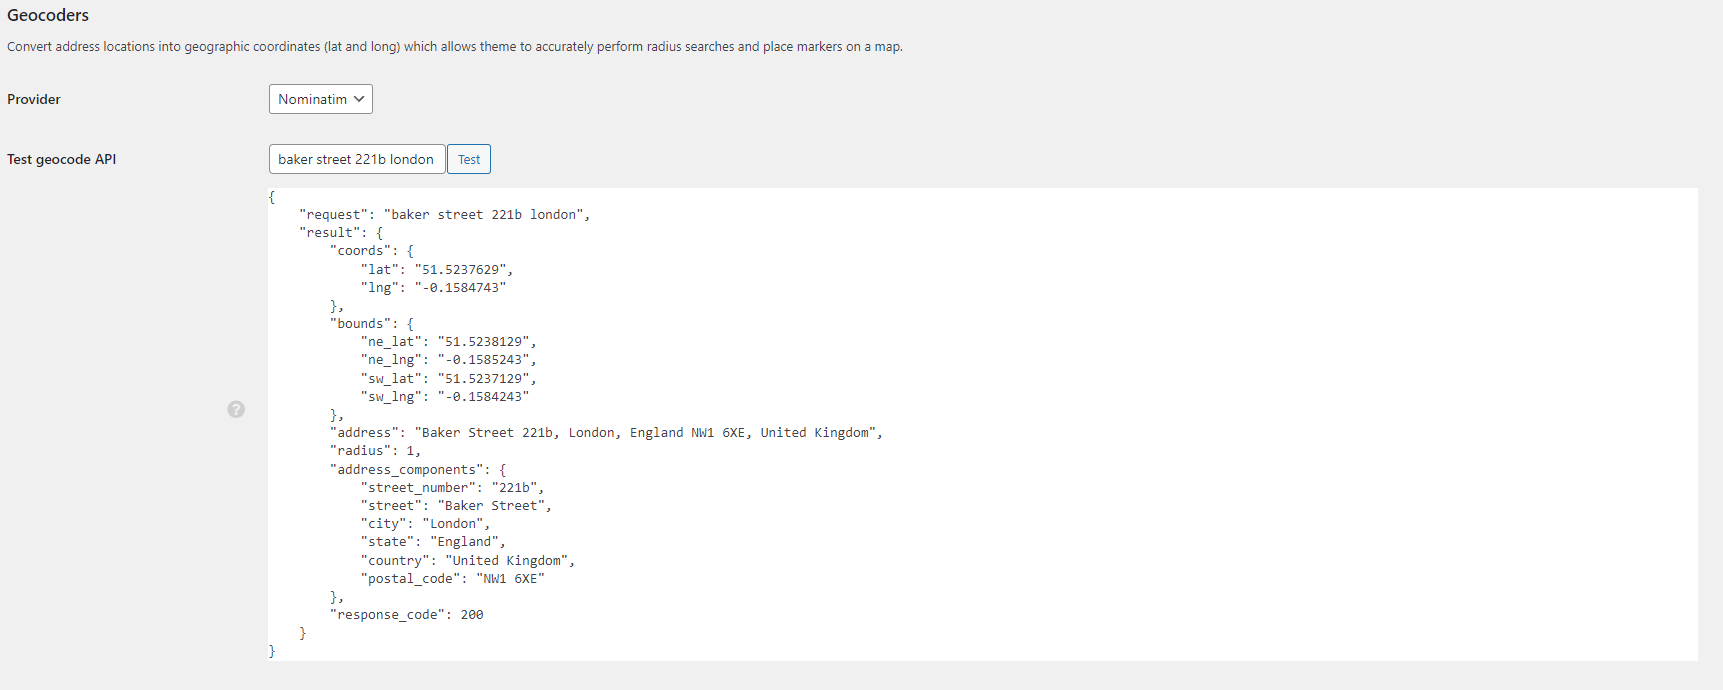 Geocoders
Convert address locations into geographic coordinates (lat and long) which allows theme to accurately perform radius searches and place markers on a map.
Provider
Nominatim
Test geocode API
baker street 221b london
Test
{
    "request": "baker street 221b london",
    "result": {
        "coords": {
            "lat": "51.5237629",
            "lng": "-0.1584743"
        },
        "bounds": {
            "ne_lat": "51.5238129",
            "ne_lng": "-0.1585243",
            "sw_lat": "51.5237129",
            "sw_lng": "-0.1584243"
        },
        "address": "Baker Street 221b, London, England NW1 6XE, United Kingdom",
        "radius": 1,
        "address_components": {
            "street_number": "221b",
            "street": "Baker Street",
            "city": "London",
            "state": "England",
            "country": "United Kingdom",
            "postal_code": "NW1 6XE"
        },
        "response_code": 200
    }
}
?